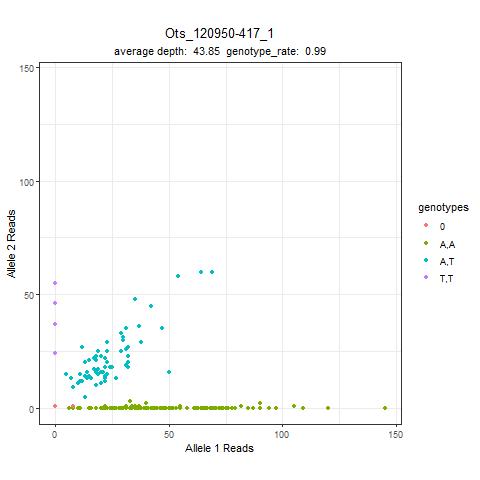 Ots_120950-417_1
average depth: 43.85 genotype_rate: 0.99
150
100
50
0
Allele 2 Reads
0 50 100 150
Allele 1 Reads
genotypes
0
A,A
A,T
T,T